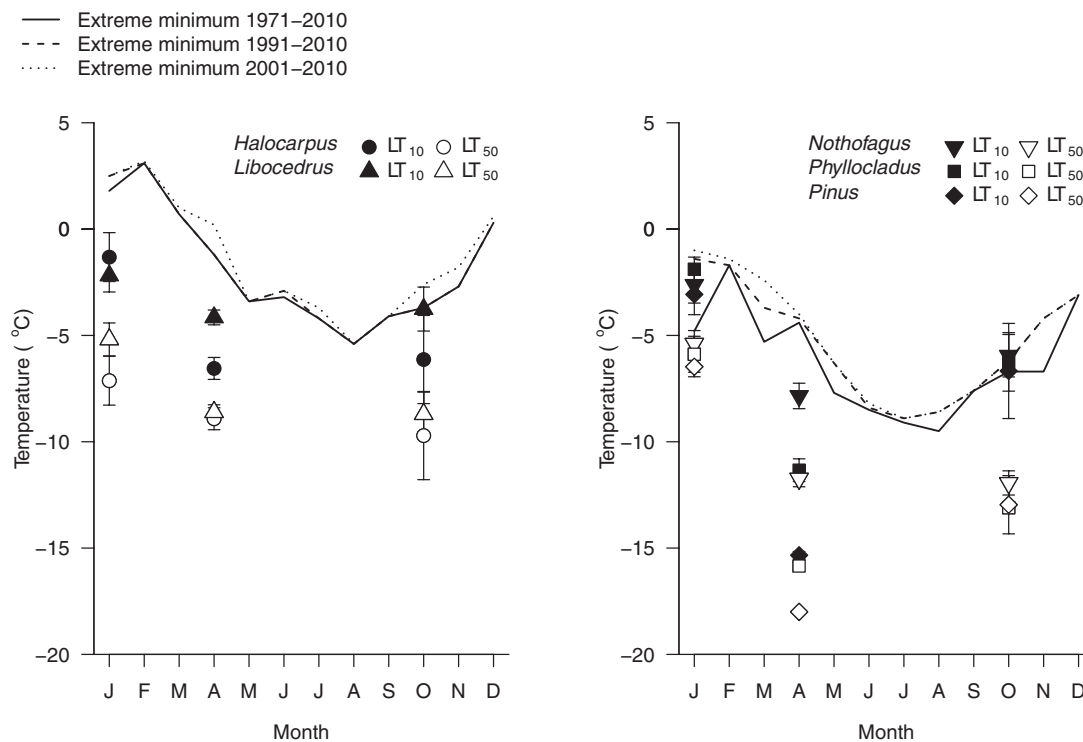 Extreme minimum 1971–2010
Extreme minimum 1991–2010
Extreme minimum 2001–2010
Halocarpus LT10 LT50
Libocedrus LT10 LT50
5
0
−5
−10
−15
−20
Temperature ( °C)
J F M A M J J A S O N D
Month
Nothofagus LT10 LT50
Phyllocladus LT10 LT50
Pinus LT10 LT50
5
0
−5
−10
−15
−20
Temperature ( °C)
J F M A M J J A S O N D
Month